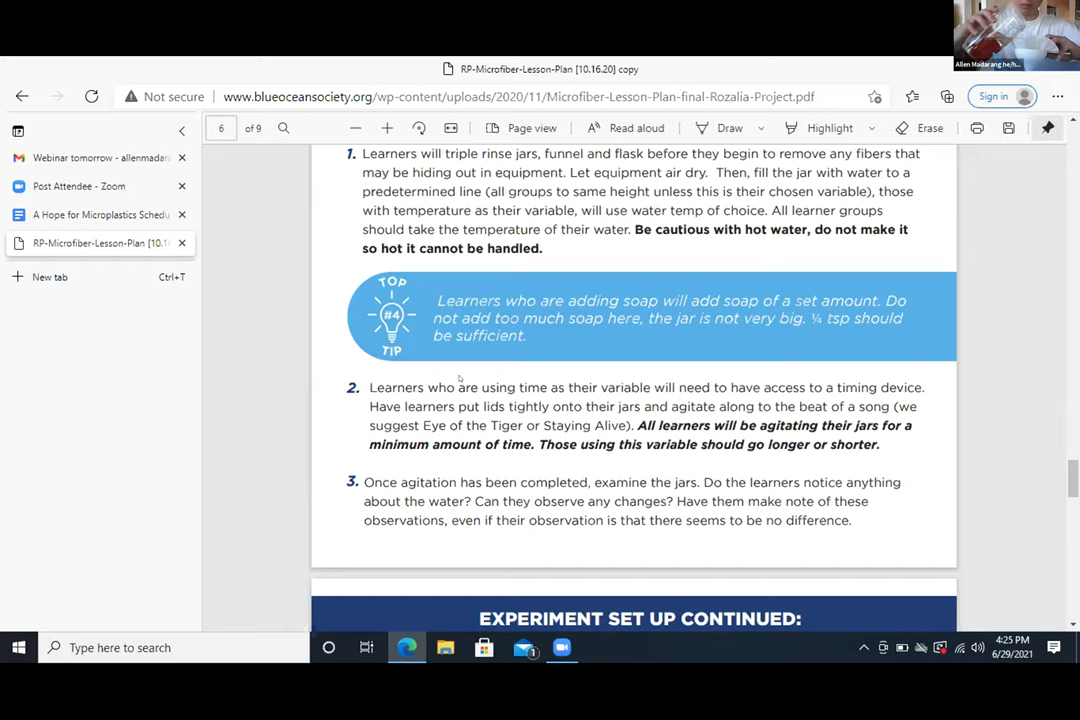 Allen Madarang he/h...
RP-Microfiber-Lesson-Plan [10.16.20] copy
Not secure
www.blueoceansociety.org/wp-content/uploads/2020/11/Microfiber-Lesson-Plan-final-Rozalia-Project.pdf
Sign in
6 of 9
Page view
Read aloud
Draw
Highlight
Erase
Webinar tomorrow - allenmadar
Post Attendee - Zoom
A Hope for Microplastics Schedu
RP-Microfiber-Lesson-Plan [10.1
New tab Ctrl+T
1. Learners will triple rinse jars, funnel and flask before they begin to remove any fibers that
may be hiding out in equipment. Let equipment air dry. Then, fill the jar with water to a
predetermined line (all groups to same height unless this is their chosen variable), those
with temperature as their variable, will use water temp of choice. All learner groups
should take the temperature of their water. Be cautious with hot water, do not make it
so hot it cannot be handled.
TOP
#4
TIP
Learners who are adding soap will add soap of a set amount. Do
not add too much soap here, the jar is not very big. ¼ tsp should
be sufficient.
2. Learners who are using time as their variable will need to have access to a timing device.
Have learners put lids tightly onto their jars and agitate along to the beat of a song (we
suggest Eye of the Tiger or Staying Alive). All learners will be agitating their jars for a
minimum amount of time. Those using this variable should go longer or shorter.
3. Once agitation has been completed, examine the jars. Do the learners notice anything
about the water? Can they observe any changes? Have them make note of these
observations, even if their observation is that there seems to be no difference.
EXPERIMENT SET UP CONTINUED:
Type here to search
1
4:25 PM
6/29/2021